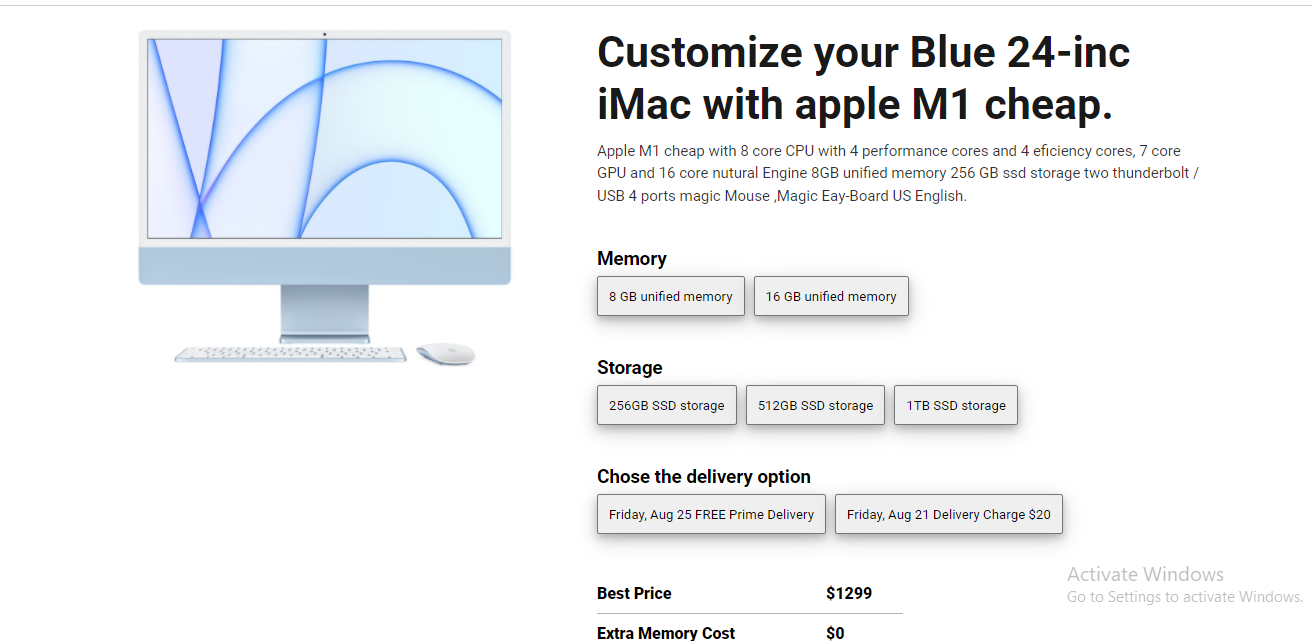 Customize your Blue 24-inc
iMac with apple M1 cheap.
Apple M1 cheap with 8 core CPU with 4 performance cores and 4 eficiency cores, 7 core
GPU and 16 core nutural Engine 8GB unified memory 256 GB ssd storage two thunderbolt /
USB 4 ports magic Mouse ,Magic Eay-Board US English.
Memory
8 GB unified memory 16 GB unified memory
Storage
256GB SSD storage 512GB SSD storage 1TB SSD storage
Chose the delivery option
Friday, Aug 25 FREE Prime Delivery Friday, Aug 21 Delivery Charge $20
Best Price $1299
Extra Memory Cost $0
Activate Windows
Go to Settings to activate Windows.